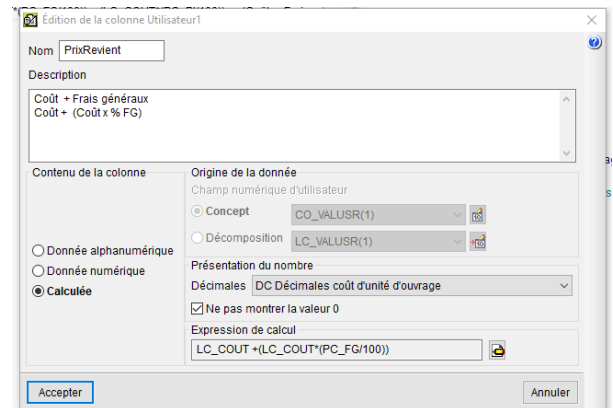 Édition de la colonne Utilisateur1
Nom PrixRevient
Description
Coût + Frais généraux
Coût + (Coût x % FG)
Contenu de la colonne
Donnée alphanumérique
Donnée numérique
Calculée
Origine de la donnée
Champ numérique d'utilisateur
Concept CO_VALUSR(1)
Décomposition LC_VALUSR(1)
Présentation du nombre
Décimales DC Décimales coût d'unité d'ouvrage
Ne pas montrer la valeur 0
Expression de calcul
LC_COUT +(LC_COUT*(PC_FG/100))
Accepter Annuler